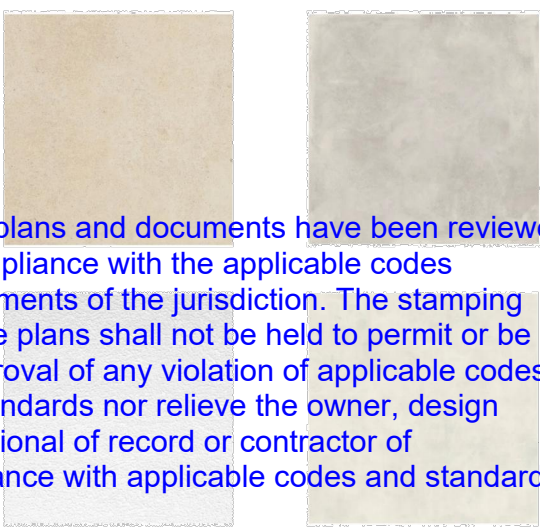 plans and documents have been reviewe
pliance with the applicable codes
ments of the jurisdiction. The stamping
e plans shall not be held to permit or be
roval of any violation of applicable codes
ndards nor relieve the owner, design
ional of record or contractor of
ance with applicable codes and standard